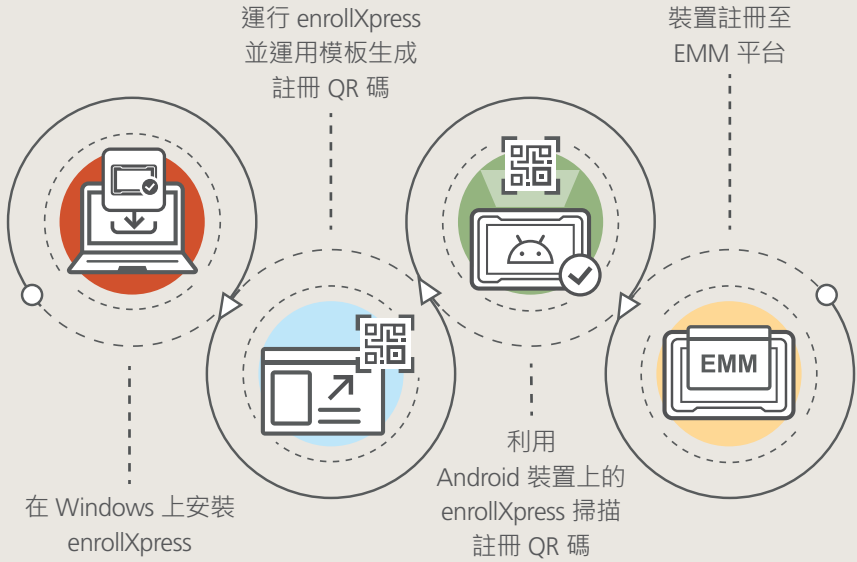 在 Windows 上安裝
enrollXpress
運行 enrollXpress
並運用模板生成
註冊 QR 碼
利用
Android 裝置上的
enrollXpress 掃描
註冊 QR 碼
裝置註冊至
EMM 平台
EMM